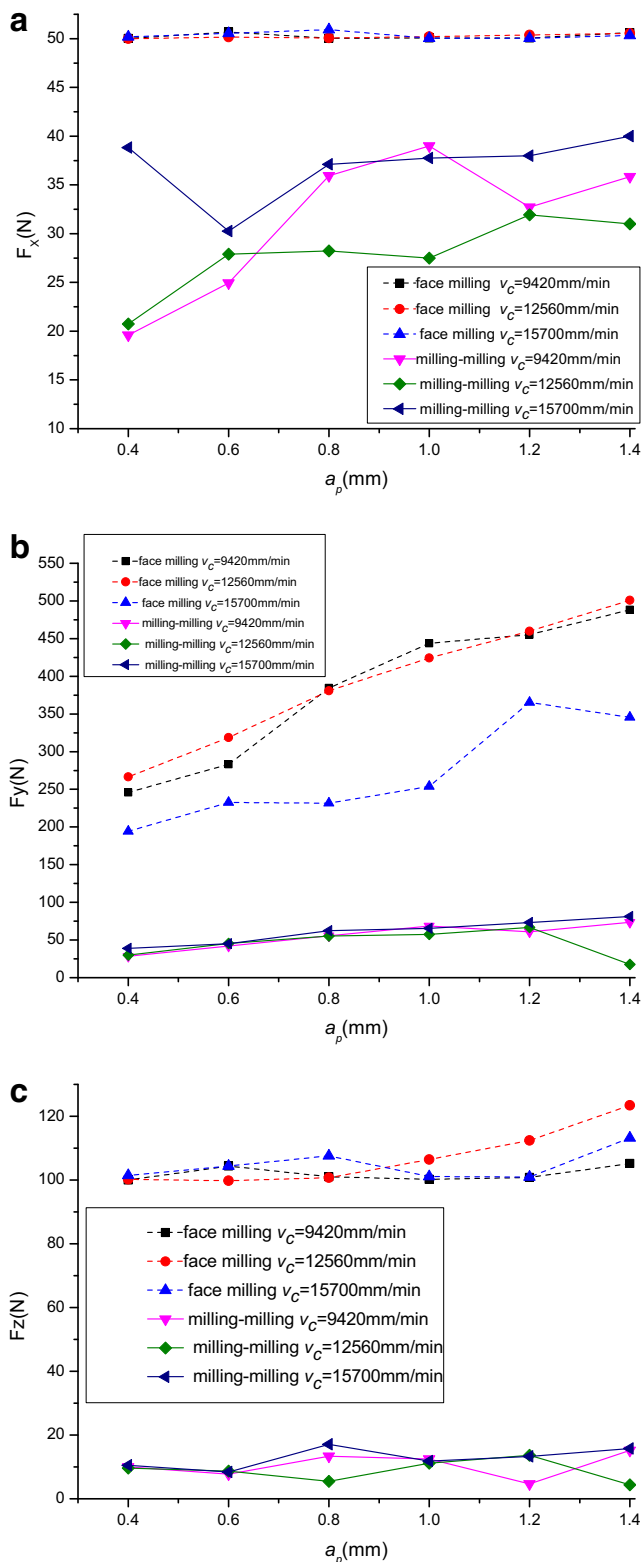 a
50
45
40
35
30
25
20
15
10
Fx(N)
face milling vc=9420mm/min
face milling vc=12560mm/min
face milling vc=15700mm/min
milling-milling vc=9420mm/min
milling-milling vc=12560mm/min
milling-milling vc=15700mm/min
0.4 0.6 0.8 1.0 1.2 1.4
ap(mm)
b
550
500
450
400
350
300
250
200
150
100
50
0
Fy(N)
face milling vc=9420mm/min
face milling vc=12560mm/min
face milling vc=15700mm/min
milling-milling vc=9420mm/min
milling-milling vc=12560mm/min
milling-milling vc=15700mm/min
0.4 0.6 0.8 1.0 1.2 1.4
ap(mm)
c
120
100
80
60
40
20
0
Fz(N)
face milling vc=9420mm/min
face milling vc=12560mm/min
face milling vc=15700mm/min
milling-milling vc=9420mm/min
milling-milling vc=12560mm/min
milling-milling vc=15700mm/min
0.4 0.6 0.8 1.0 1.2 1.4
ap(mm)